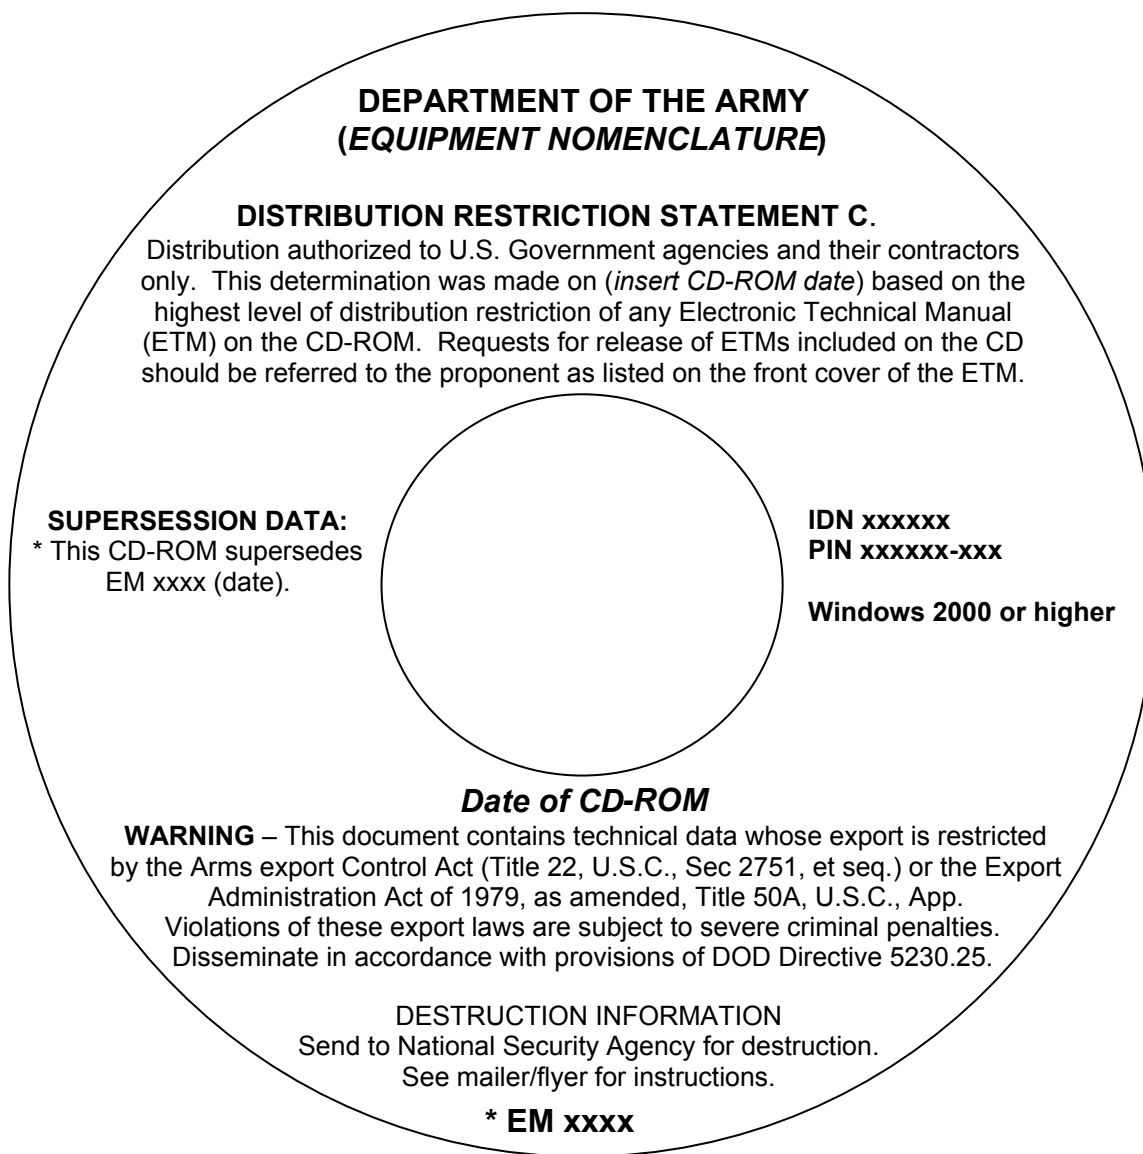 DEPARTMENT OF THE ARMY
(EQUIPMENT NOMENCLATURE)
DISTRIBUTION RESTRICTION STATEMENT C.
Distribution authorized to U.S. Government agencies and their contractors
only.  This determination was made on (insert CD-ROM date) based on the
highest level of distribution restriction of any Electronic Technical Manual
(ETM) on the CD-ROM.  Requests for release of ETMs included on the CD
should be referred to the proponent as listed on the front cover of the ETM.
SUPERSESSION DATA:
* This CD-ROM supersedes
EM xxxx (date).
IDN xxxxxx
PIN xxxxxx-xxx
Windows 2000 or higher
Date of CD-ROM
WARNING – This document contains technical data whose export is restricted
by the Arms export Control Act (Title 22, U.S.C., Sec 2751, et seq.) or the Export
Administration Act of 1979, as amended, Title 50A, U.S.C., App.
Violations of these export laws are subject to severe criminal penalties.
Disseminate in accordance with provisions of DOD Directive 5230.25.
DESTRUCTION INFORMATION
Send to National Security Agency for destruction.
See mailer/flyer for instructions.
* EM xxxx